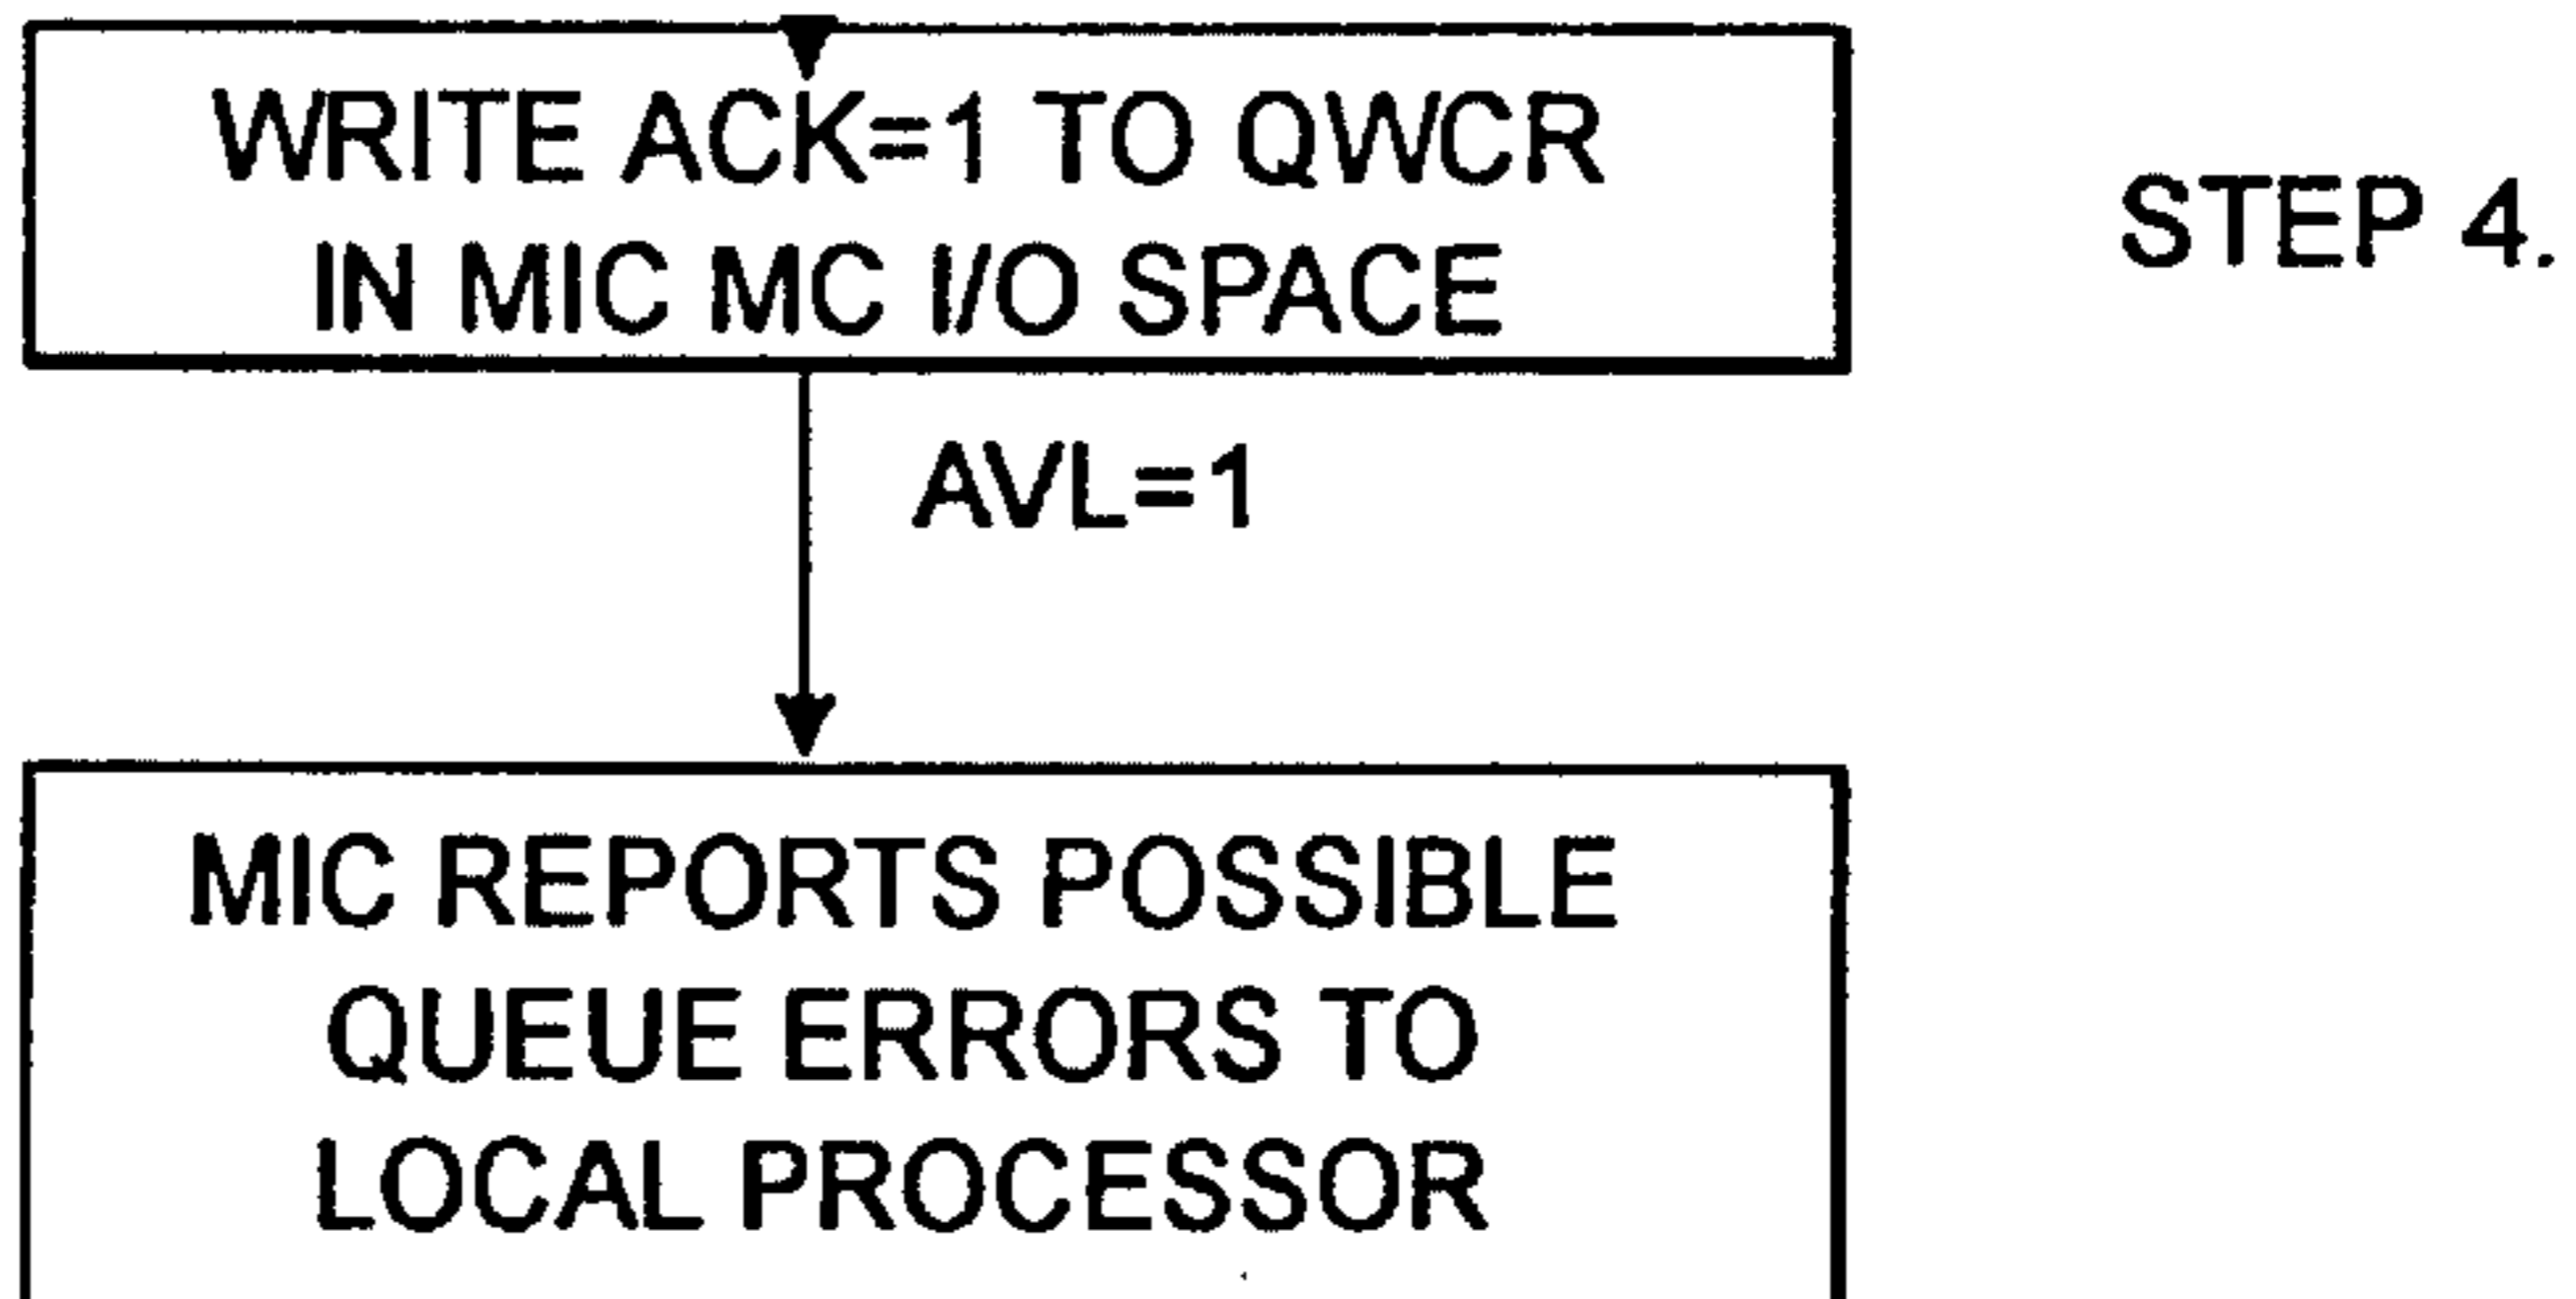 WRITE ACK=1 TO QWCR
IN MIC MC I/O SPACE
STEP 4.
AVL=1
MIC REPORTS POSSIBLE
QUEUE ERRORS TO
LOCAL PROCESSOR